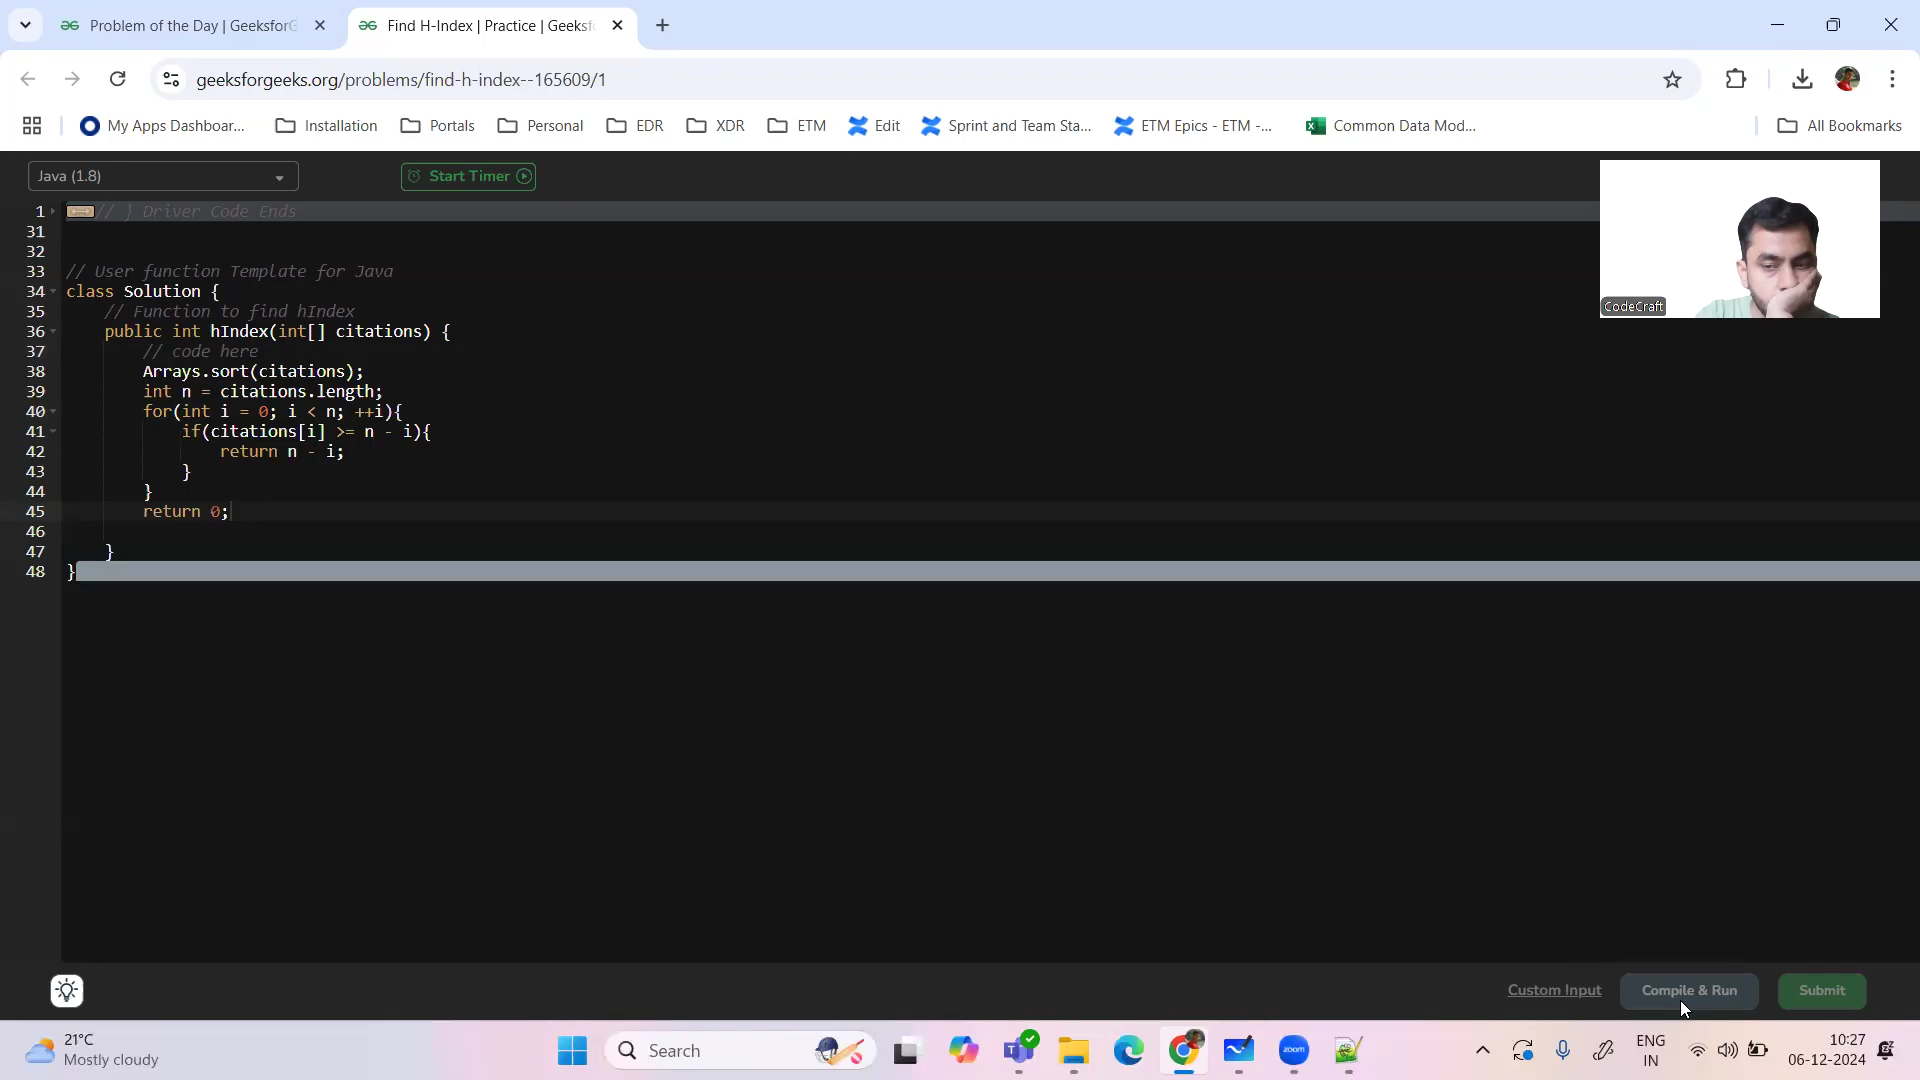 Problem of the Day | GeeksforG
Find H-Index | Practice | Geeksf
geeksforgeeks.org/problems/find-h-index--165609/1
My Apps Dashboar...
Installation
Portals
Personal
EDR
XDR
ETM
Edit
Sprint and Team Sta...
ETM Epics - ETM -...
Common Data Mod...
All Bookmarks
Java (1.8)
Start Timer
CodeCraft
1 // } Driver Code Ends
31
32
33 // User function Template for Java
34 class Solution {
35 // Function to find hIndex
36 public int hIndex(int[] citations) {
37 // code here
38 Arrays.sort(citations);
39 int n = citations.length;
40 for(int i = 0; i < n; ++i){
41 if(citations[i] >= n - i){
42 return n - i;
43 }
44 }
45 return 0;
46
47 }
48 }
Custom Input
Compile & Run
Submit
21°C
Mostly cloudy
Search
zoom
ENG
IN
10:27
06-12-2024